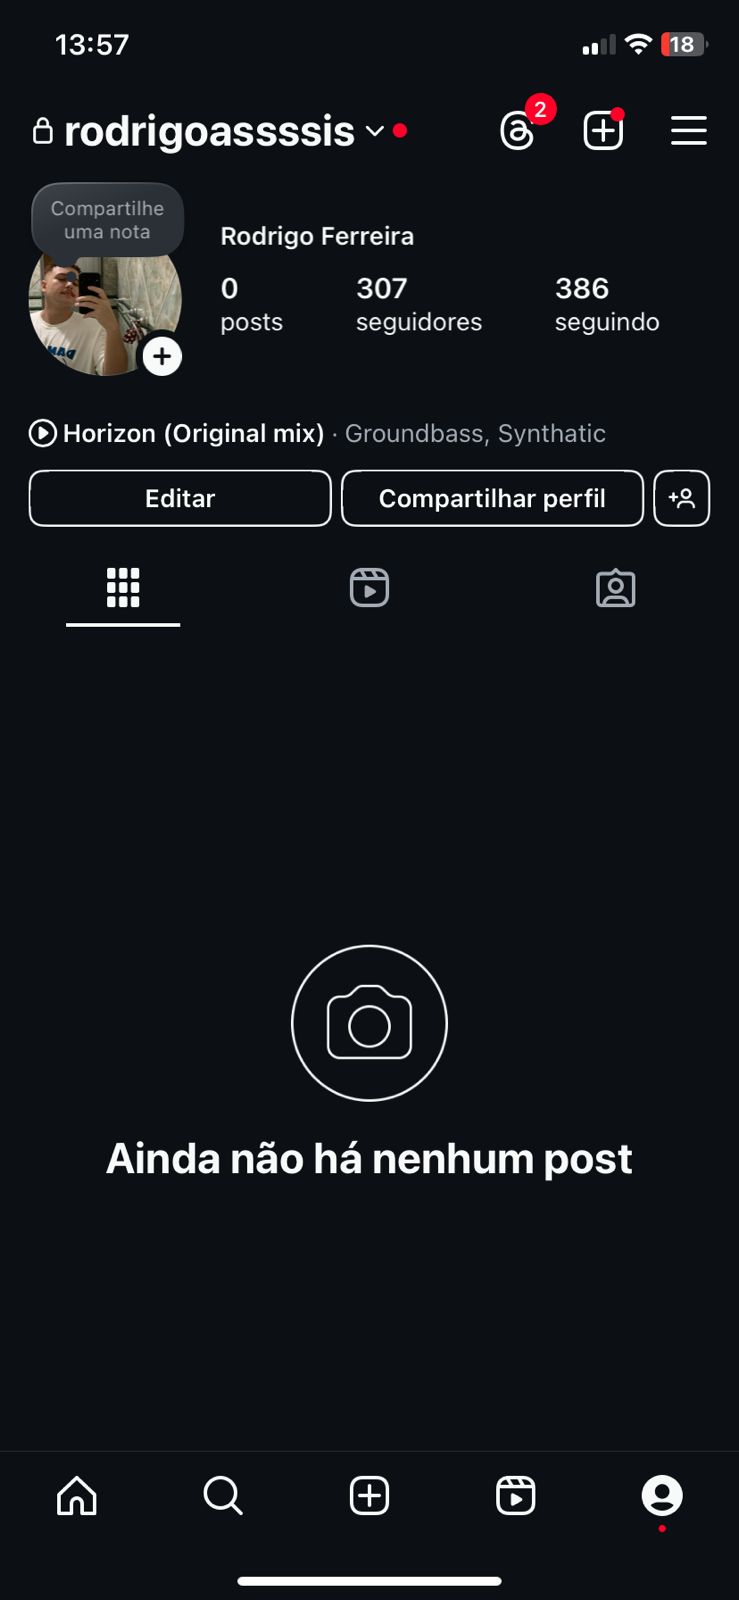 13:57
18
rodrigoassssis
2
Compartilhe
uma nota
Rodrigo Ferreira
0
307
386
posts
seguidores
seguindo
Horizon (Original mix) · Groundbass, Synthatic
Editar
Compartilhar perfil
Ainda não há nenhum post